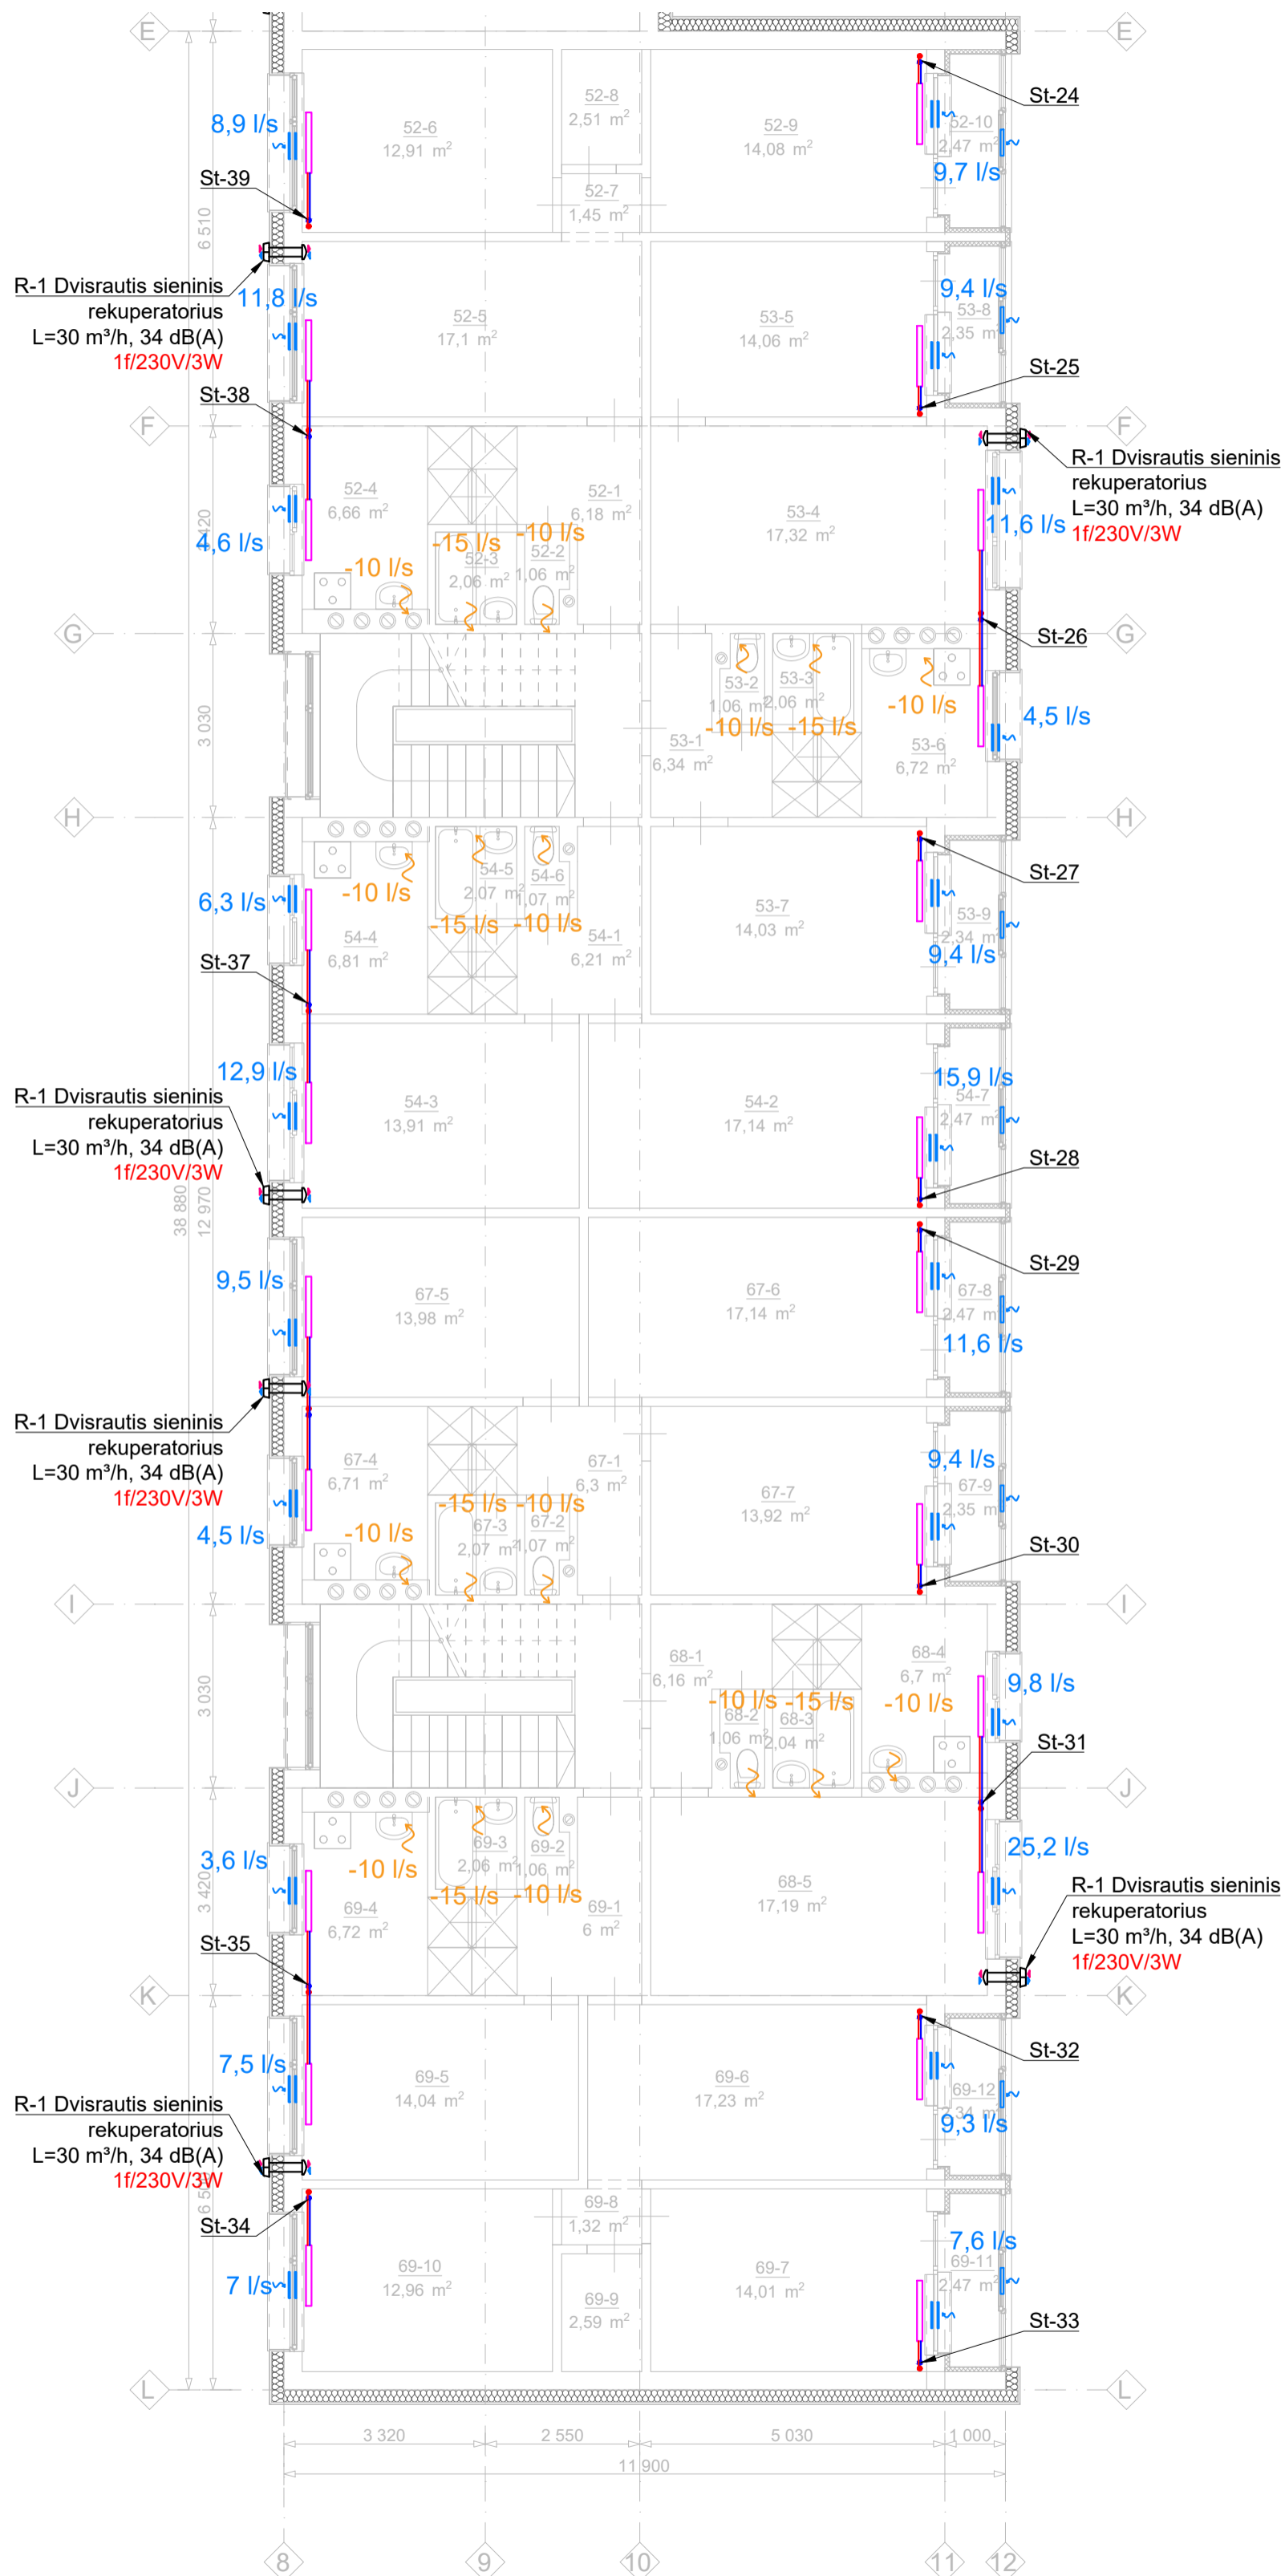 E
E
8,9 l/s
52-6
12,91 m²
52-8
2,51 m²
52-9
14,08 m²
St-24
52-10
2,47 m²
9,7 l/s
St-39
52-7
1,45 m²
6 510
R-1 Dvisrautis sieninis
rekuperatorius
L=30 m³/h, 34 dB(A)
1f/230V/3W
11,8 l/s
52-5
17,1 m²
53-5
14,06 m²
9,4 l/s
53-8
2,35 m²
St-25
St-38
F
F
R-1 Dvisrautis sieninis
rekuperatorius
L=30 m³/h, 34 dB(A)
1f/230V/3W
52-4
6,66 m²
52-1
6,18 m²
53-4
17,32 m²
11,6 l/s
4,6 l/s
-10 l/s
-15 l/s
-10 l/s
52-3
2,06 m²
52-2
1,06 m²
G
G
St-26
3 030
53-2
1,06 m²
53-3
2,06 m²
-10 l/s
-15 l/s
-10 l/s
4,5 l/s
53-1
6,34 m²
53-6
6,72 m²
H
H
6,3 l/s
-10 l/s
54-5
2,07 m²
54-6
1,07 m²
-15 l/s
-10 l/s
54-4
6,81 m²
54-1
6,21 m²
53-7
14,03 m²
St-27
53-9
2,34 m²
9,4 l/s
St-37
12,9 l/s
54-3
13,91 m²
54-2
17,14 m²
15,9 l/s
54-7
2,47 m²
R-1 Dvisrautis sieninis
rekuperatorius
L=30 m³/h, 34 dB(A)
1f/230V/3W
St-28
38 880
12 970
9,5 l/s
67-5
13,98 m²
67-6
17,14 m²
St-29
67-8
2,47 m²
11,6 l/s
R-1 Dvisrautis sieninis
rekuperatorius
L=30 m³/h, 34 dB(A)
1f/230V/3W
67-4
6,71 m²
67-1
6,3 m²
67-7
13,92 m²
9,4 l/s
67-9
2,35 m
4,5 l/s
-10 l/s
-15 l/s
-10 l/s
67-3
2,07 m²
67-2
1,07 m²
St-30
I
I
3 030
68-1
6,16 m²
68-4
6,7 m²
-10 l/s
-15 l/s
-10 l/s
68-2
1,06 m²
68-3
2,04 m²
9,8 l/s
St-31
J
J
3,6 l/s
3 420
-10 l/s
69-3
2,06 m²
69-2
1,06 m²
-15 l/s
-10 l/s
69-4
6,72 m²
69-1
6 m²
68-5
17,19 m²
25,2 l/s
R-1 Dvisrautis sieninis
rekuperatorius
L=30 m³/h, 34 dB(A)
1f/230V/3W
St-35
K
K
7,5 l/s
69-5
14,04 m²
69-6
17,23 m²
St-32
69-12
2,34 m²
9,3 l/s
R-1 Dvisrautis sieninis
rekuperatorius
L=30 m³/h, 34 dB(A)
1f/230V/3W
St-34
69-8
1,32 m²
7 l/s
69-10
12,96 m²
69-9
2,59 m²
69-7
14,01 m²
7,6 l/s
69-11
2,47 m²
St-33
L
L
3 320
2 550
5 030
1 000
11 900
8
9
10
11
12